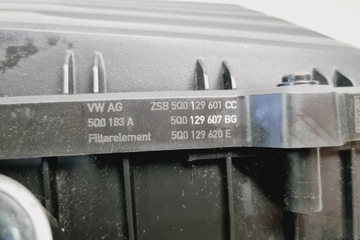 VW AG ZSB 5Q0 129 601 CC
5Q0 183 A 5Q0 129 607 BG
Filterelement 5Q0 129 620 E